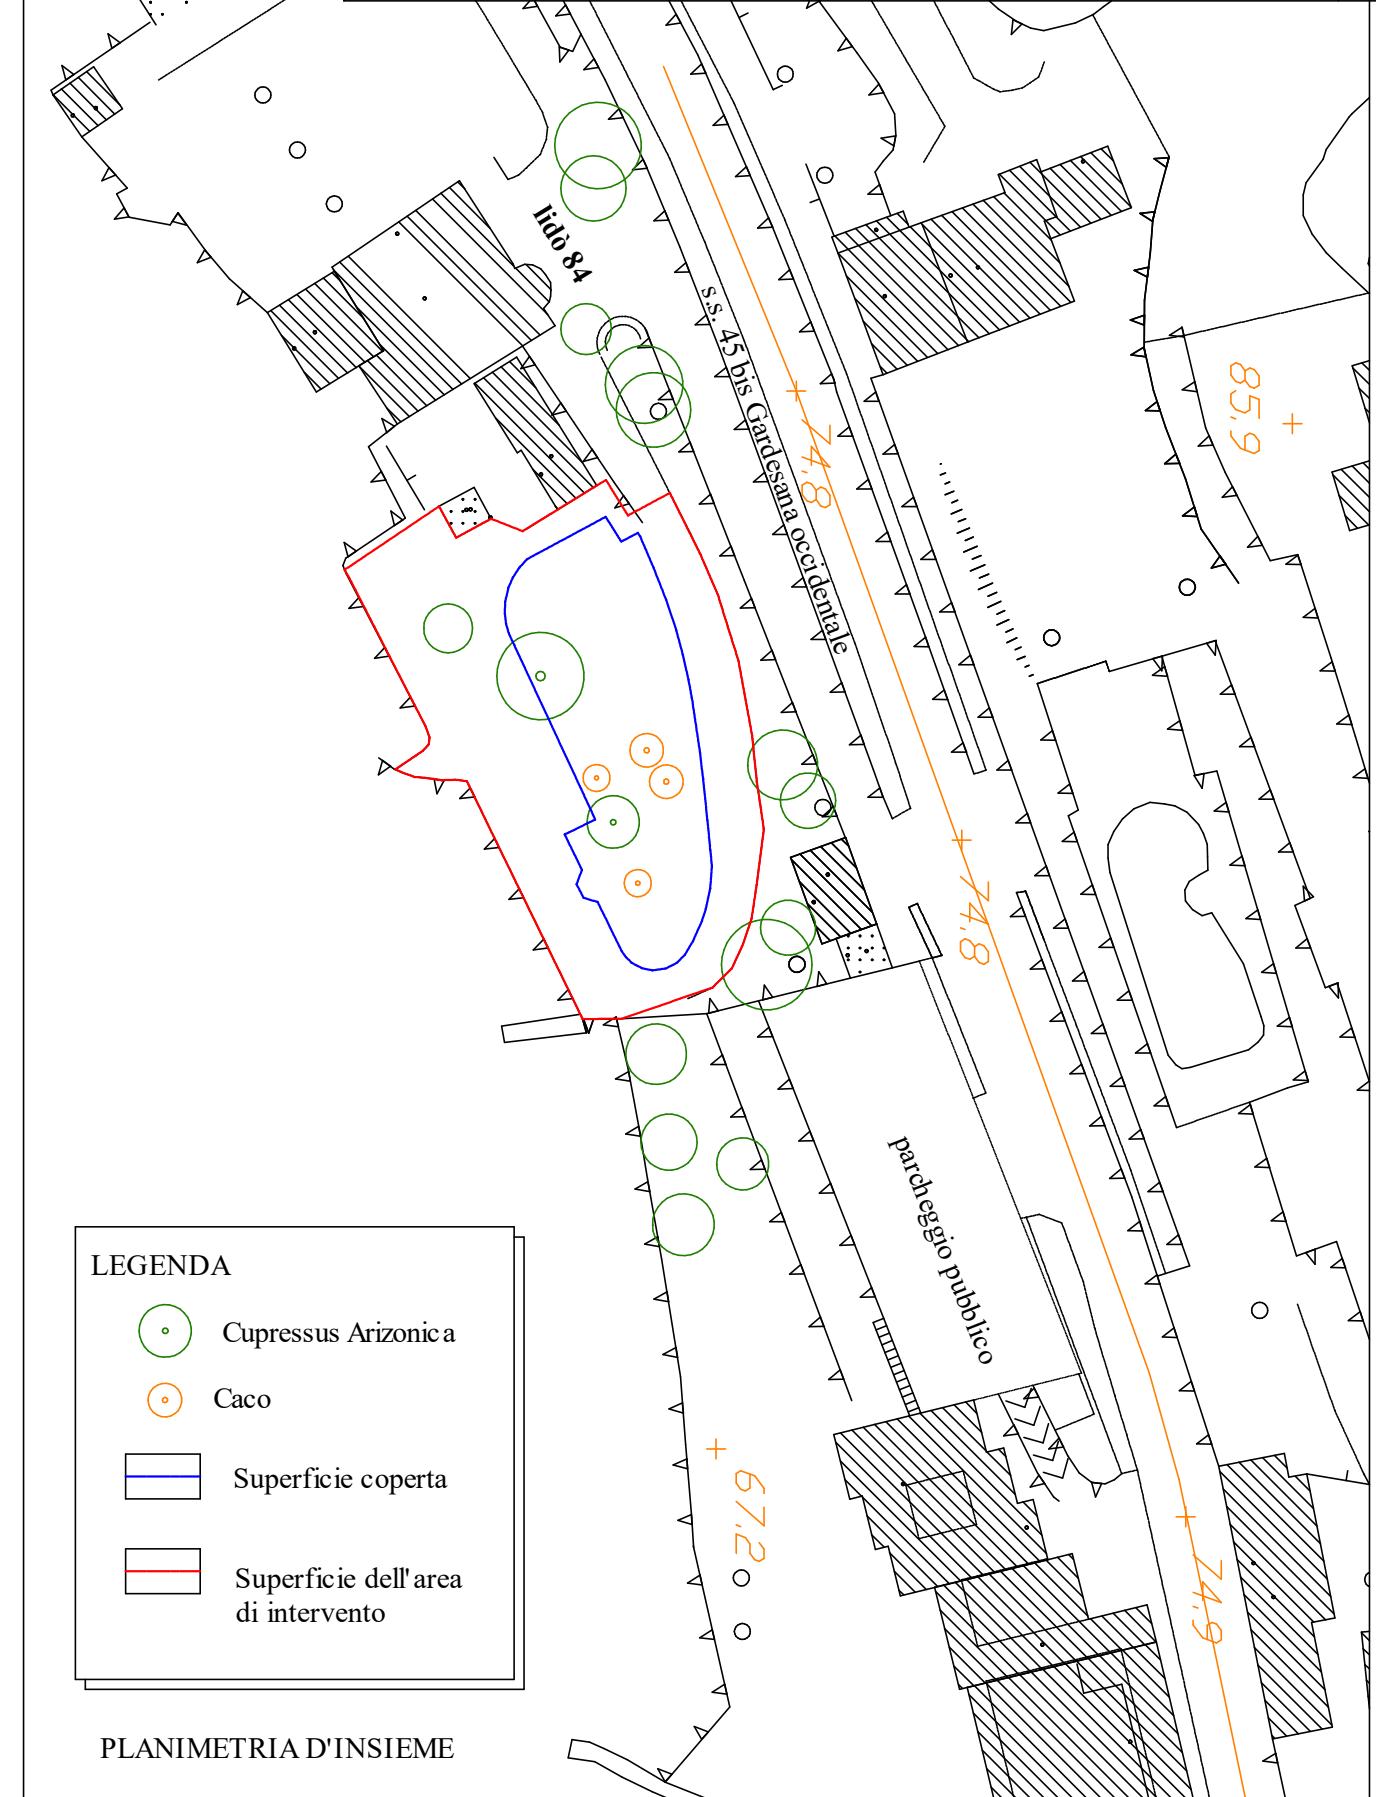 lidò 84
s.s. 45 bis Gardesana occidentale
85.9
74.8
74.8
parcheggio pubblico
67.2
74.9
LEGENDA
Cupressus Arizonica
Caco
Superficie coperta
Superficie dell'area
di intervento
PLANIMETRIA D'INSIEME